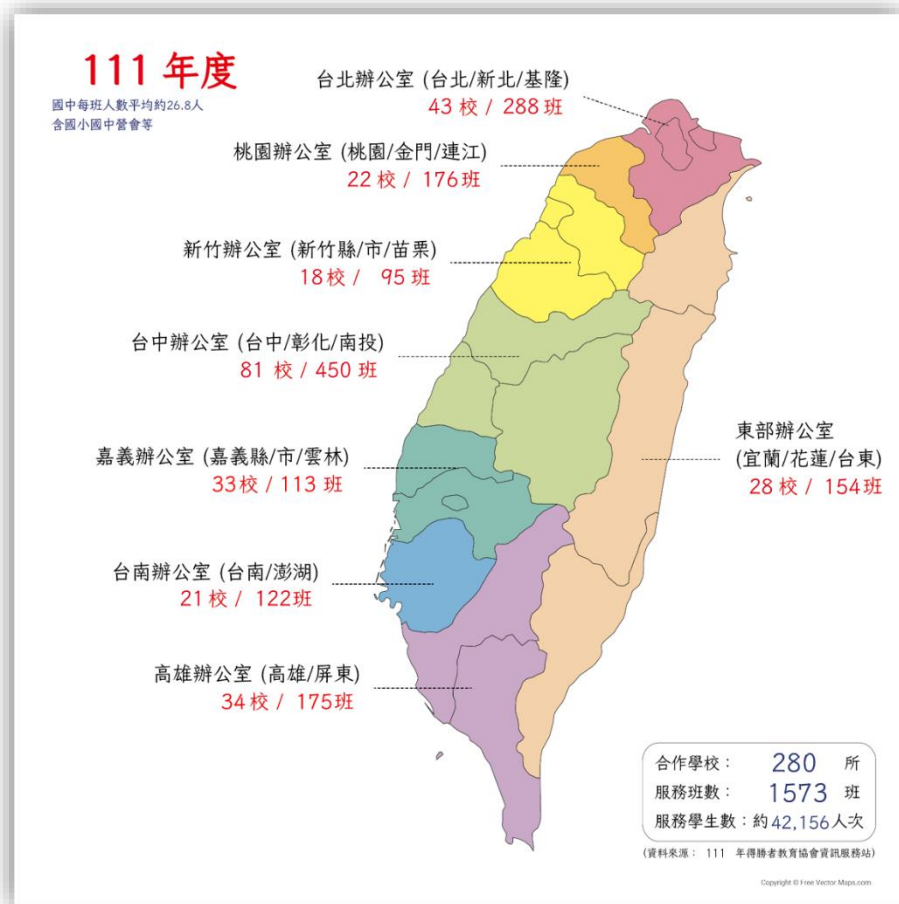 111 年度
國中每班人數平均約26.8人
含國小國中營會等
台北辦公室 (台北/新北/基隆)
43 校 / 288 班
桃園辦公室 (桃園/金門/連江)
22 校 / 176班
新竹辦公室 (新竹縣/市/苗栗)
18校 / 95 班
台中辦公室 (台中/彰化/南投)
81 校 / 450 班
東部辦公室
(宜蘭/花蓮/台東)
28 校 / 154班
嘉義辦公室 (嘉義縣/市/雲林)
33校 / 113 班
台南辦公室 (台南/澎湖)
21 校 / 122班
高雄辦公室 (高雄/屏東)
34 校 / 175班
合作學校： 280 所
服務班數： 1573 班
服務學生數：約42,156人次
(資料來源： 111 年得勝者教育協會資訊服務站)
Copyright © Free Vector Maps.com